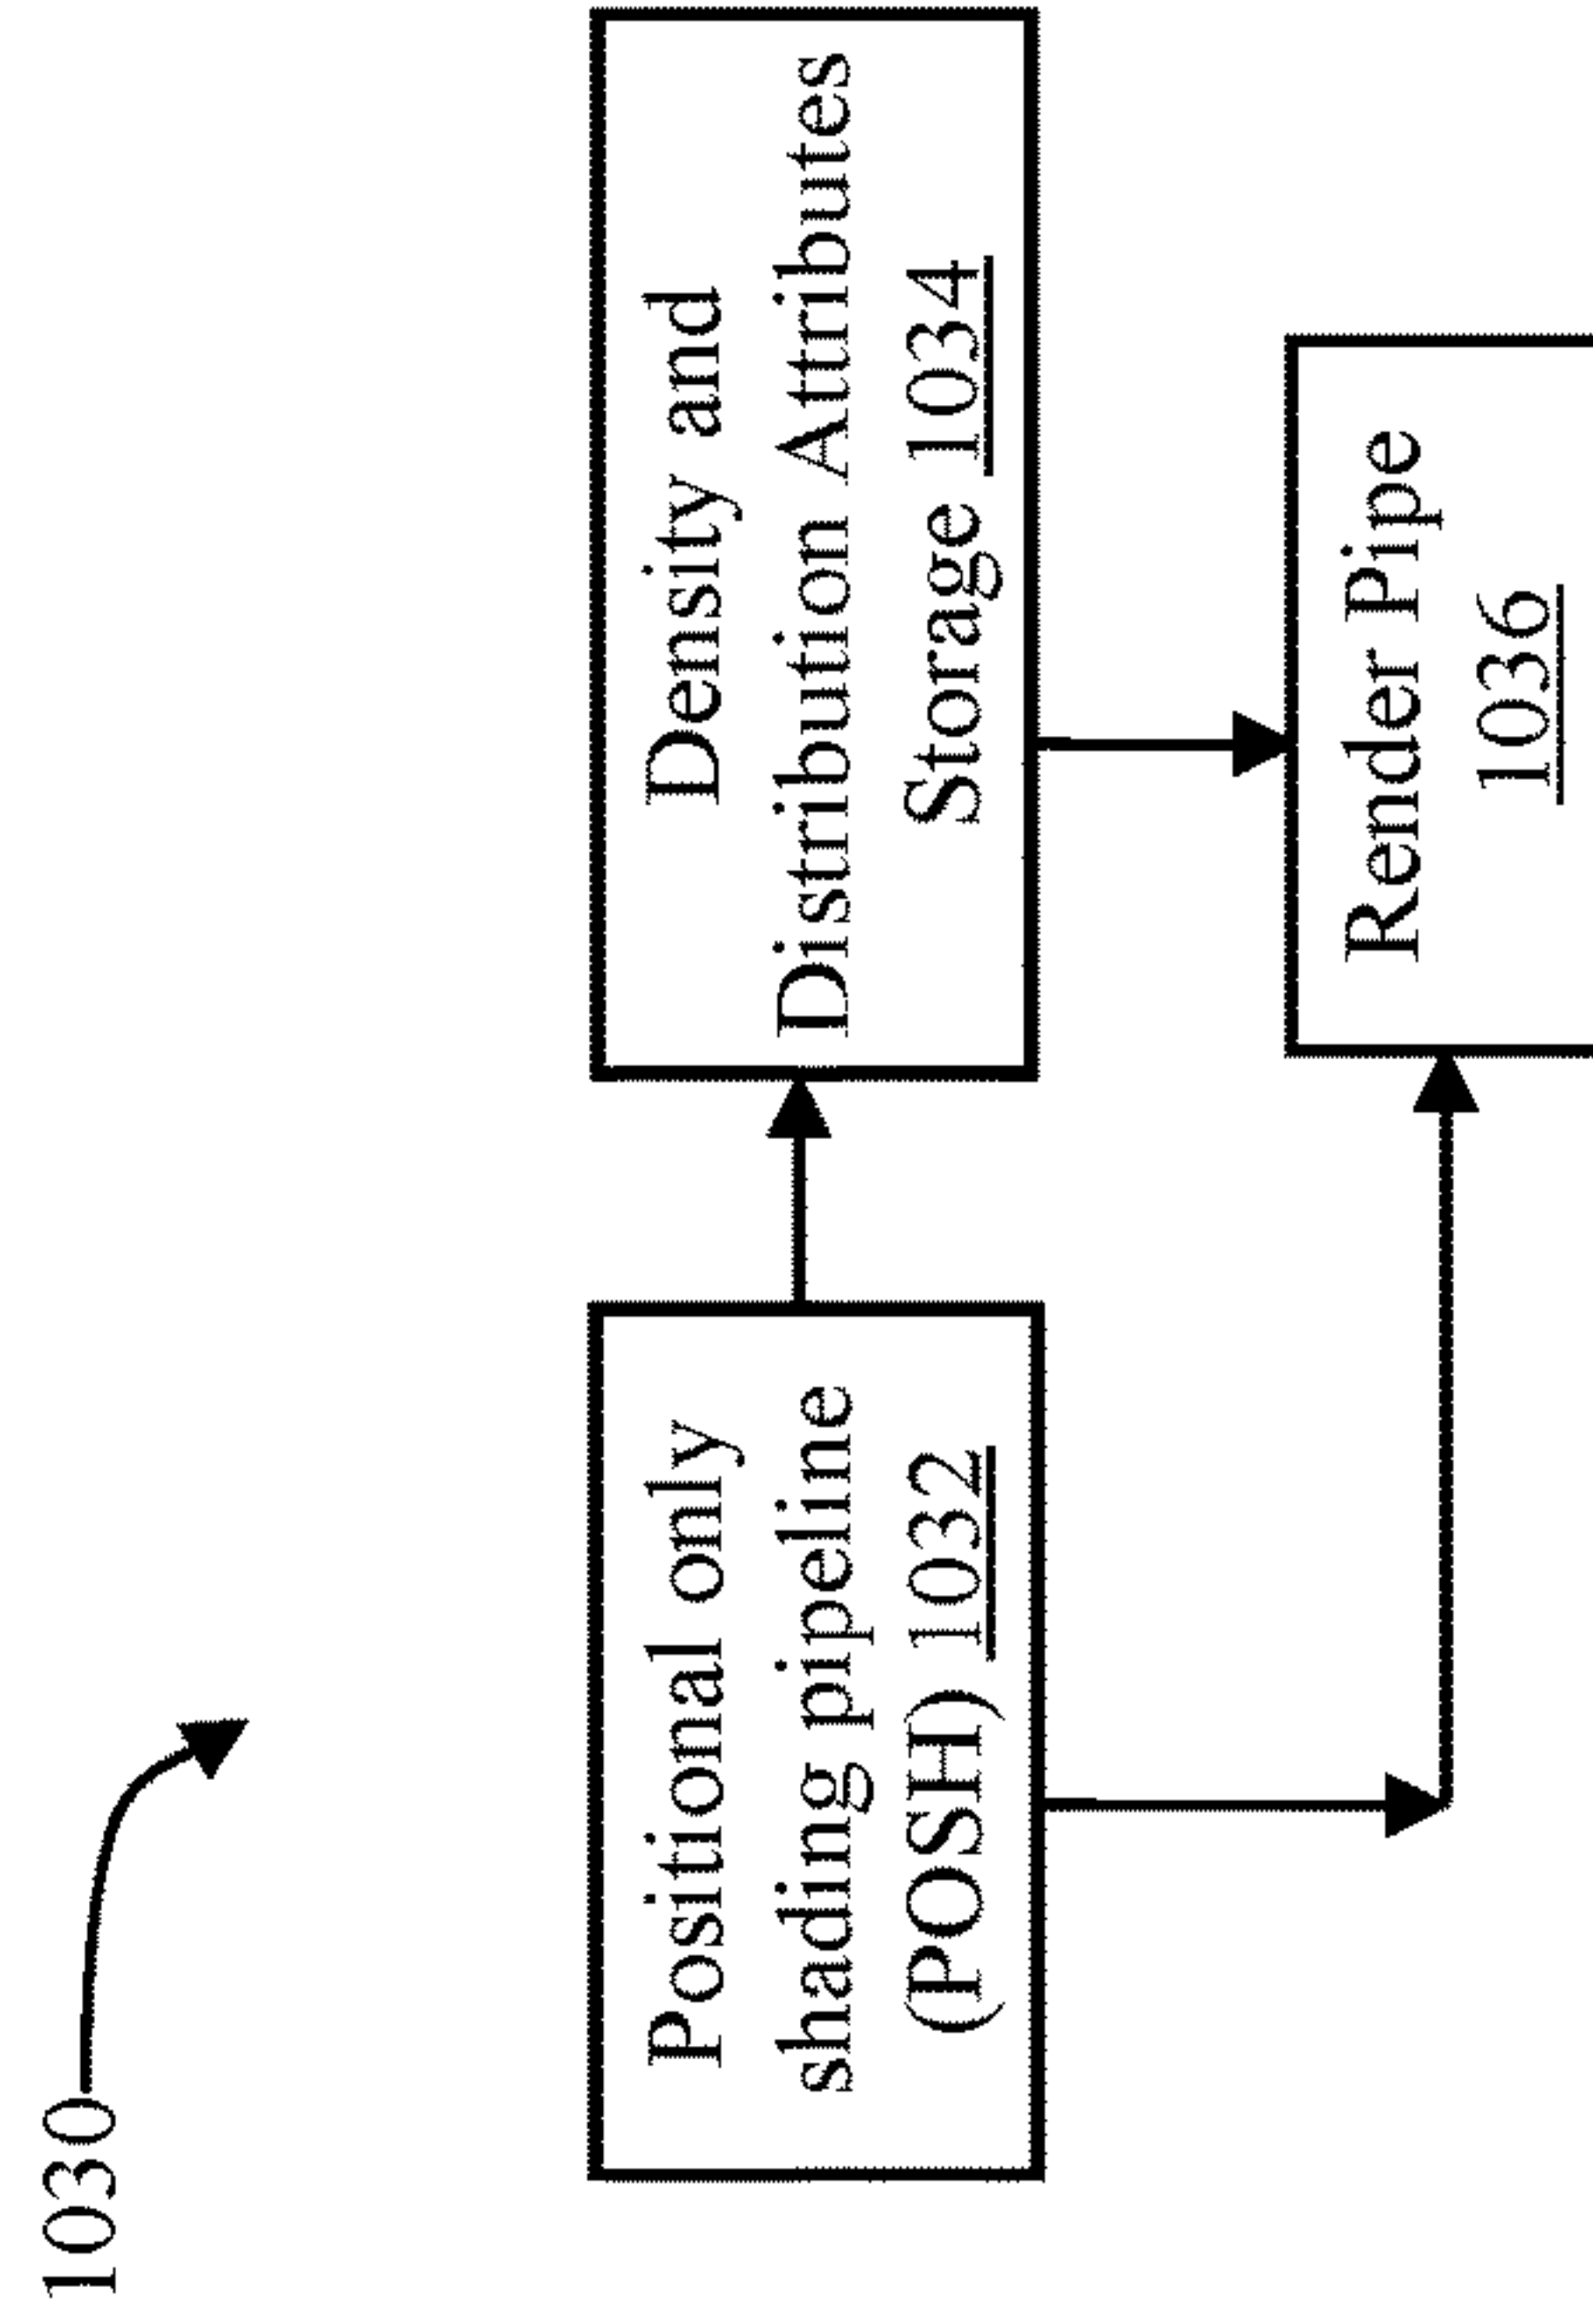 1030
Positional only
shading pipeline
(POSH) 1032
Density and
Distribution Attributes
Storage 1034
Render Pipe
1036